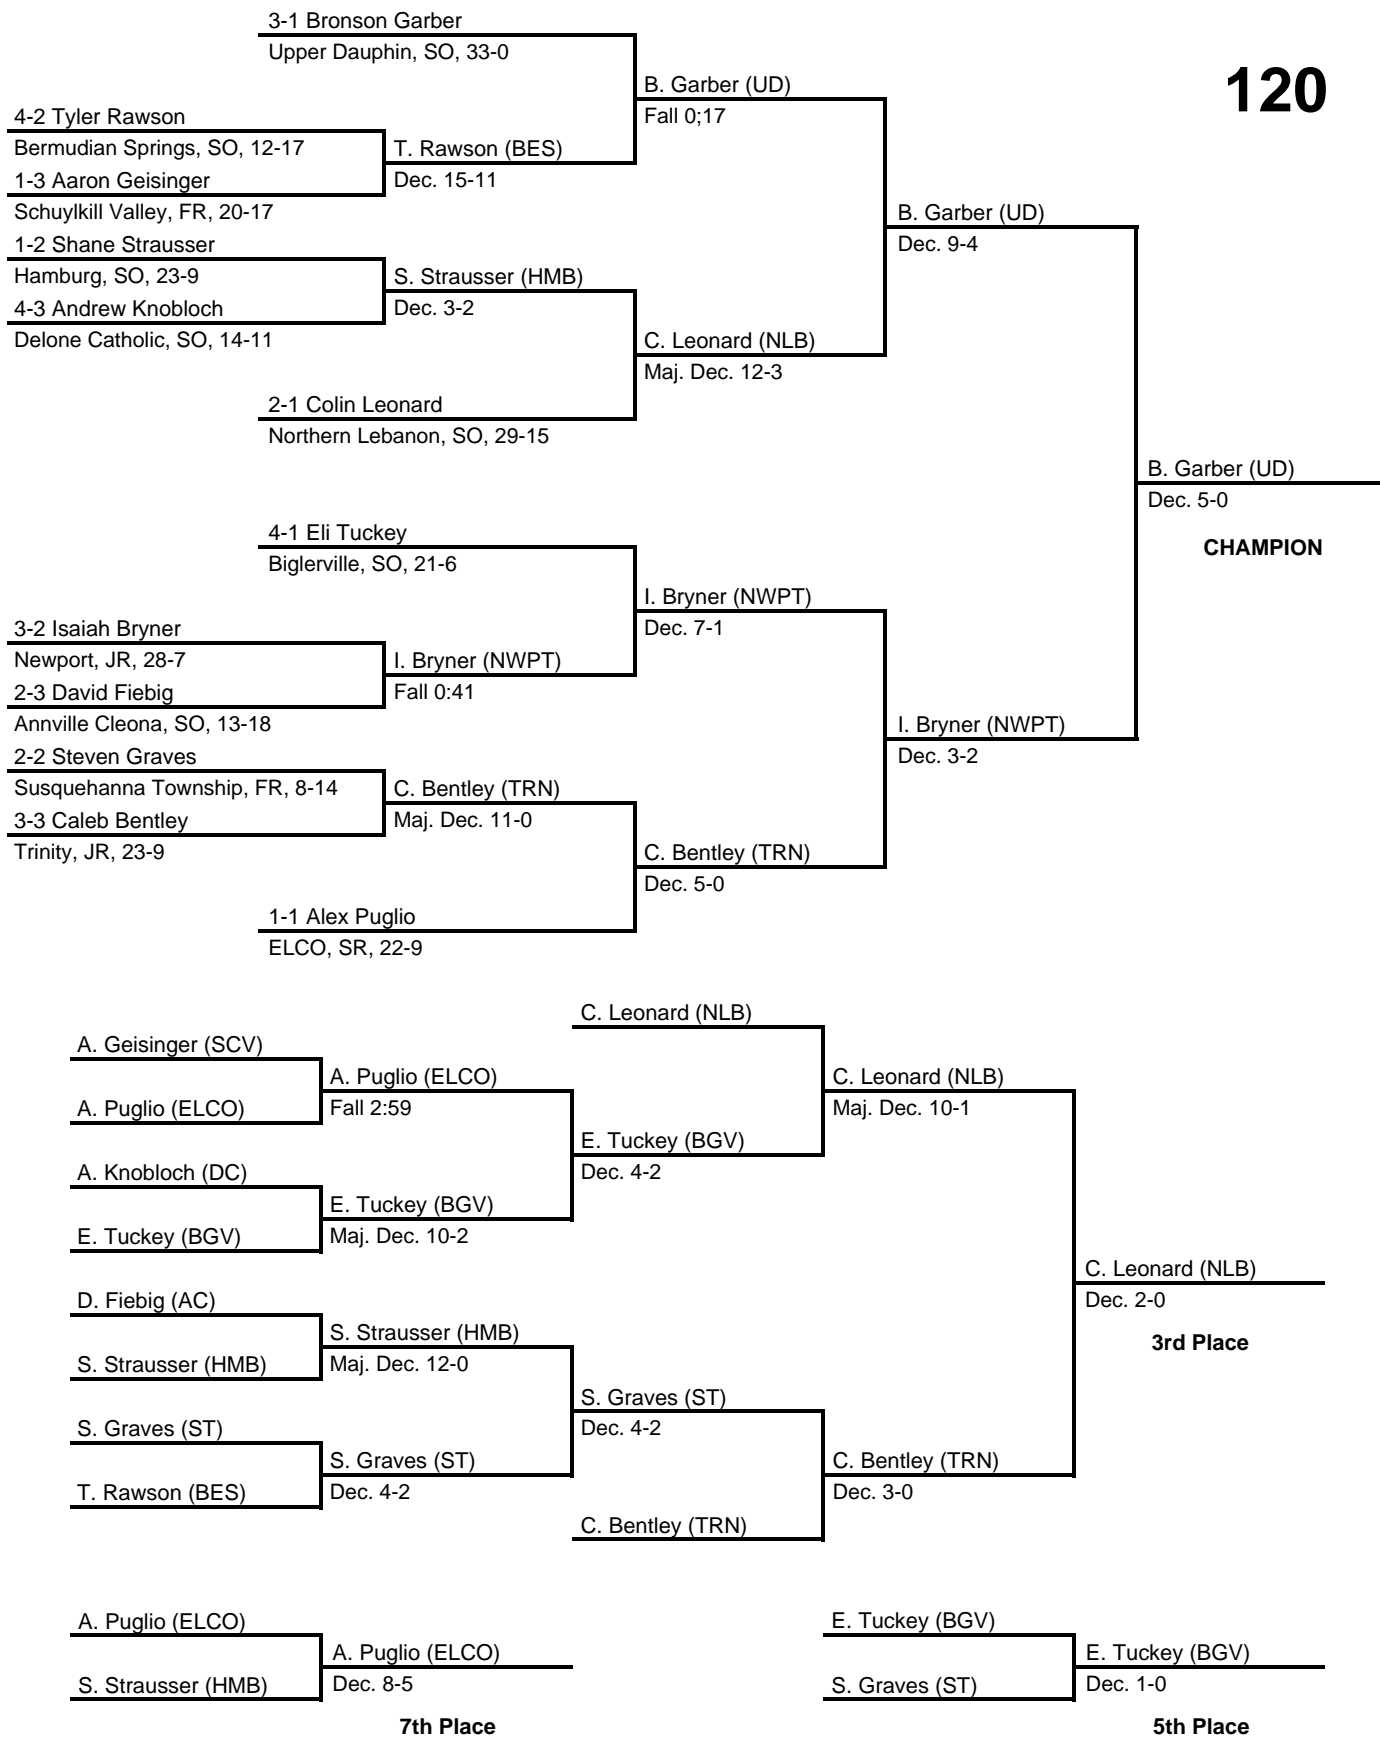 3-1 Bronson Garber
Upper Dauphin, SO, 33-0
120
B. Garber (UD)
Fall 0;17
4-2 Tyler Rawson
Bermudian Springs, SO, 12-17
T. Rawson (BES)
Dec. 15-11
1-3 Aaron Geisinger
Schuylkill Valley, FR, 20-17
B. Garber (UD)
Dec. 9-4
1-2 Shane Strausser
Hamburg, SO, 23-9
S. Strausser (HMB)
Dec. 3-2
4-3 Andrew Knobloch
Delone Catholic, SO, 14-11
C. Leonard (NLB)
Maj. Dec. 12-3
2-1 Colin Leonard
Northern Lebanon, SO, 29-15
B. Garber (UD)
Dec. 5-0
CHAMPION
4-1 Eli Tuckey
Biglerville, SO, 21-6
I. Bryner (NWPT)
Dec. 7-1
3-2 Isaiah Bryner
Newport, JR, 28-7
I. Bryner (NWPT)
Fall 0:41
2-3 David Fiebig
Annville Cleona, SO, 13-18
I. Bryner (NWPT)
Dec. 3-2
2-2 Steven Graves
Susquehanna Township, FR, 8-14
C. Bentley (TRN)
Maj. Dec. 11-0
3-3 Caleb Bentley
Trinity, JR, 23-9
C. Bentley (TRN)
Dec. 5-0
1-1 Alex Puglio
ELCO, SR, 22-9
C. Leonard (NLB)
A. Geisinger (SCV)
A. Puglio (ELCO)
Fall 2:59
A. Puglio (ELCO)
C. Leonard (NLB)
Maj. Dec. 10-1
E. Tuckey (BGV)
Dec. 4-2
A. Knobloch (DC)
E. Tuckey (BGV)
Maj. Dec. 10-2
E. Tuckey (BGV)
C. Leonard (NLB)
Dec. 2-0
3rd Place
D. Fiebig (AC)
S. Strausser (HMB)
Maj. Dec. 12-0
S. Strausser (HMB)
S. Graves (ST)
Dec. 4-2
S. Graves (ST)
S. Graves (ST)
Dec. 4-2
T. Rawson (BES)
C. Bentley (TRN)
Dec. 3-0
C. Bentley (TRN)
A. Puglio (ELCO)
A. Puglio (ELCO)
Dec. 8-5
S. Strausser (HMB)
7th Place
E. Tuckey (BGV)
E. Tuckey (BGV)
Dec. 1-0
S. Graves (ST)
5th Place